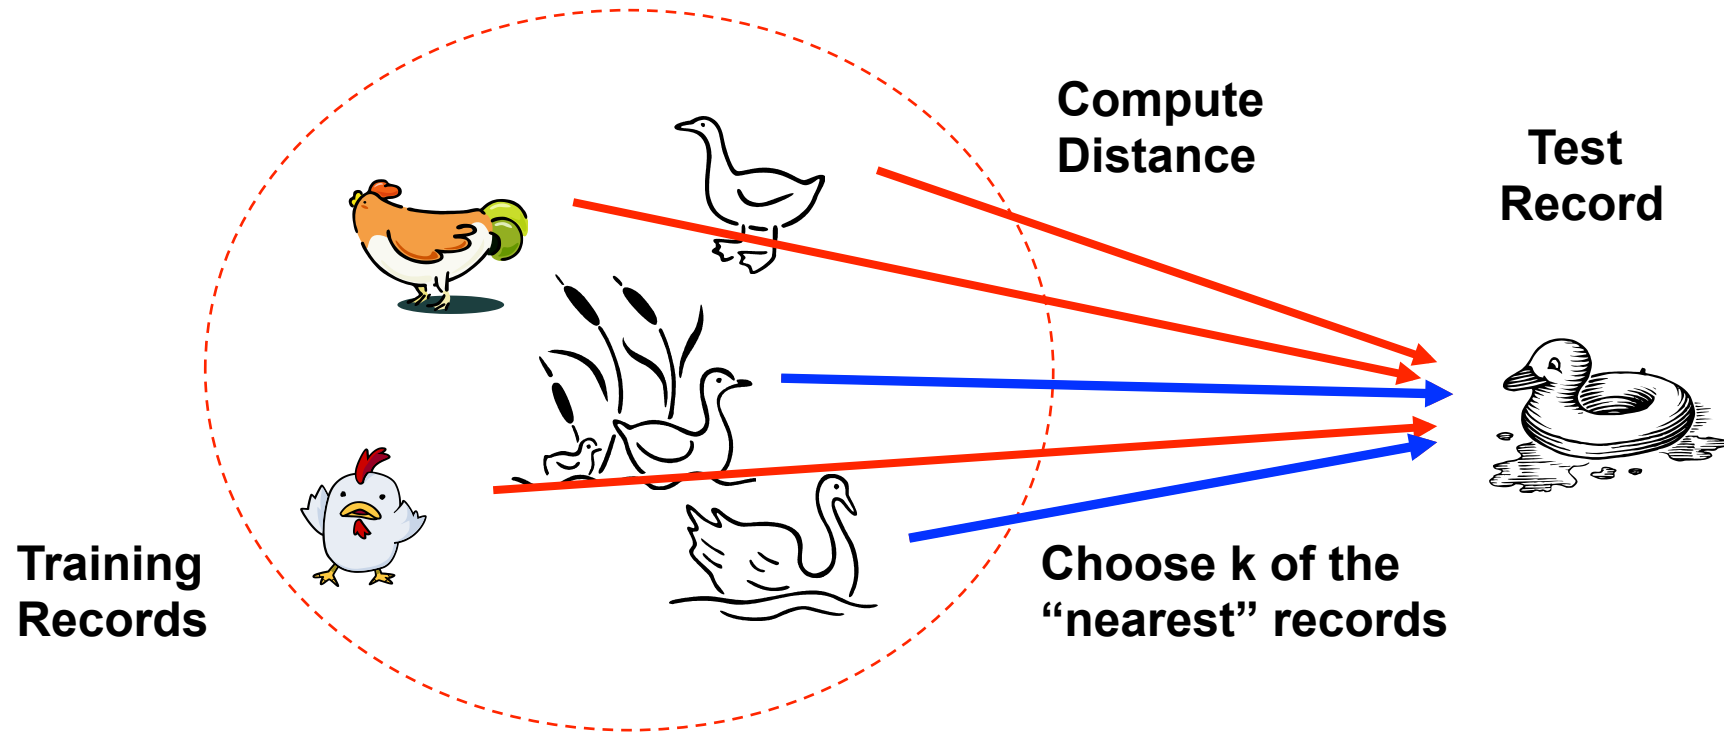 Compute
Distance
Test
Record
Training
Records
Choose k of the
“nearest” records